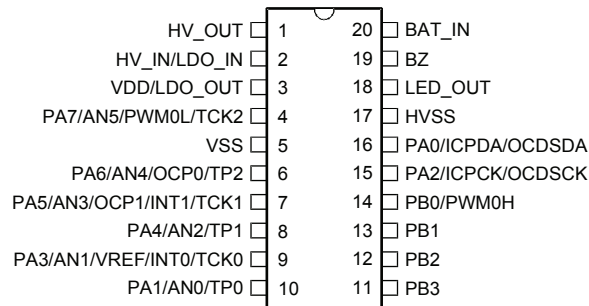 HV_OUT 1 20 BAT_IN
HV_IN/LDO_IN 2 19 BZ
VDD/LDO_OUT 3 18 LED_OUT
PA7/AN5/PWM0L/TCK2 4 17 HVSS
VSS 5 16 PA0/ICPDA/OCDSDA
PA6/AN4/OCP0/TP2 6 15 PA2/ICPCK/OCDSCK
PA5/AN3/OCP1/INT1/TCK1 7 14 PB0/PWM0H
PA4/AN2/TP1 8 13 PB1
PA3/AN1/VREF/INT0/TCK0 9 12 PB2
PA1/AN0/TP0 10 11 PB3